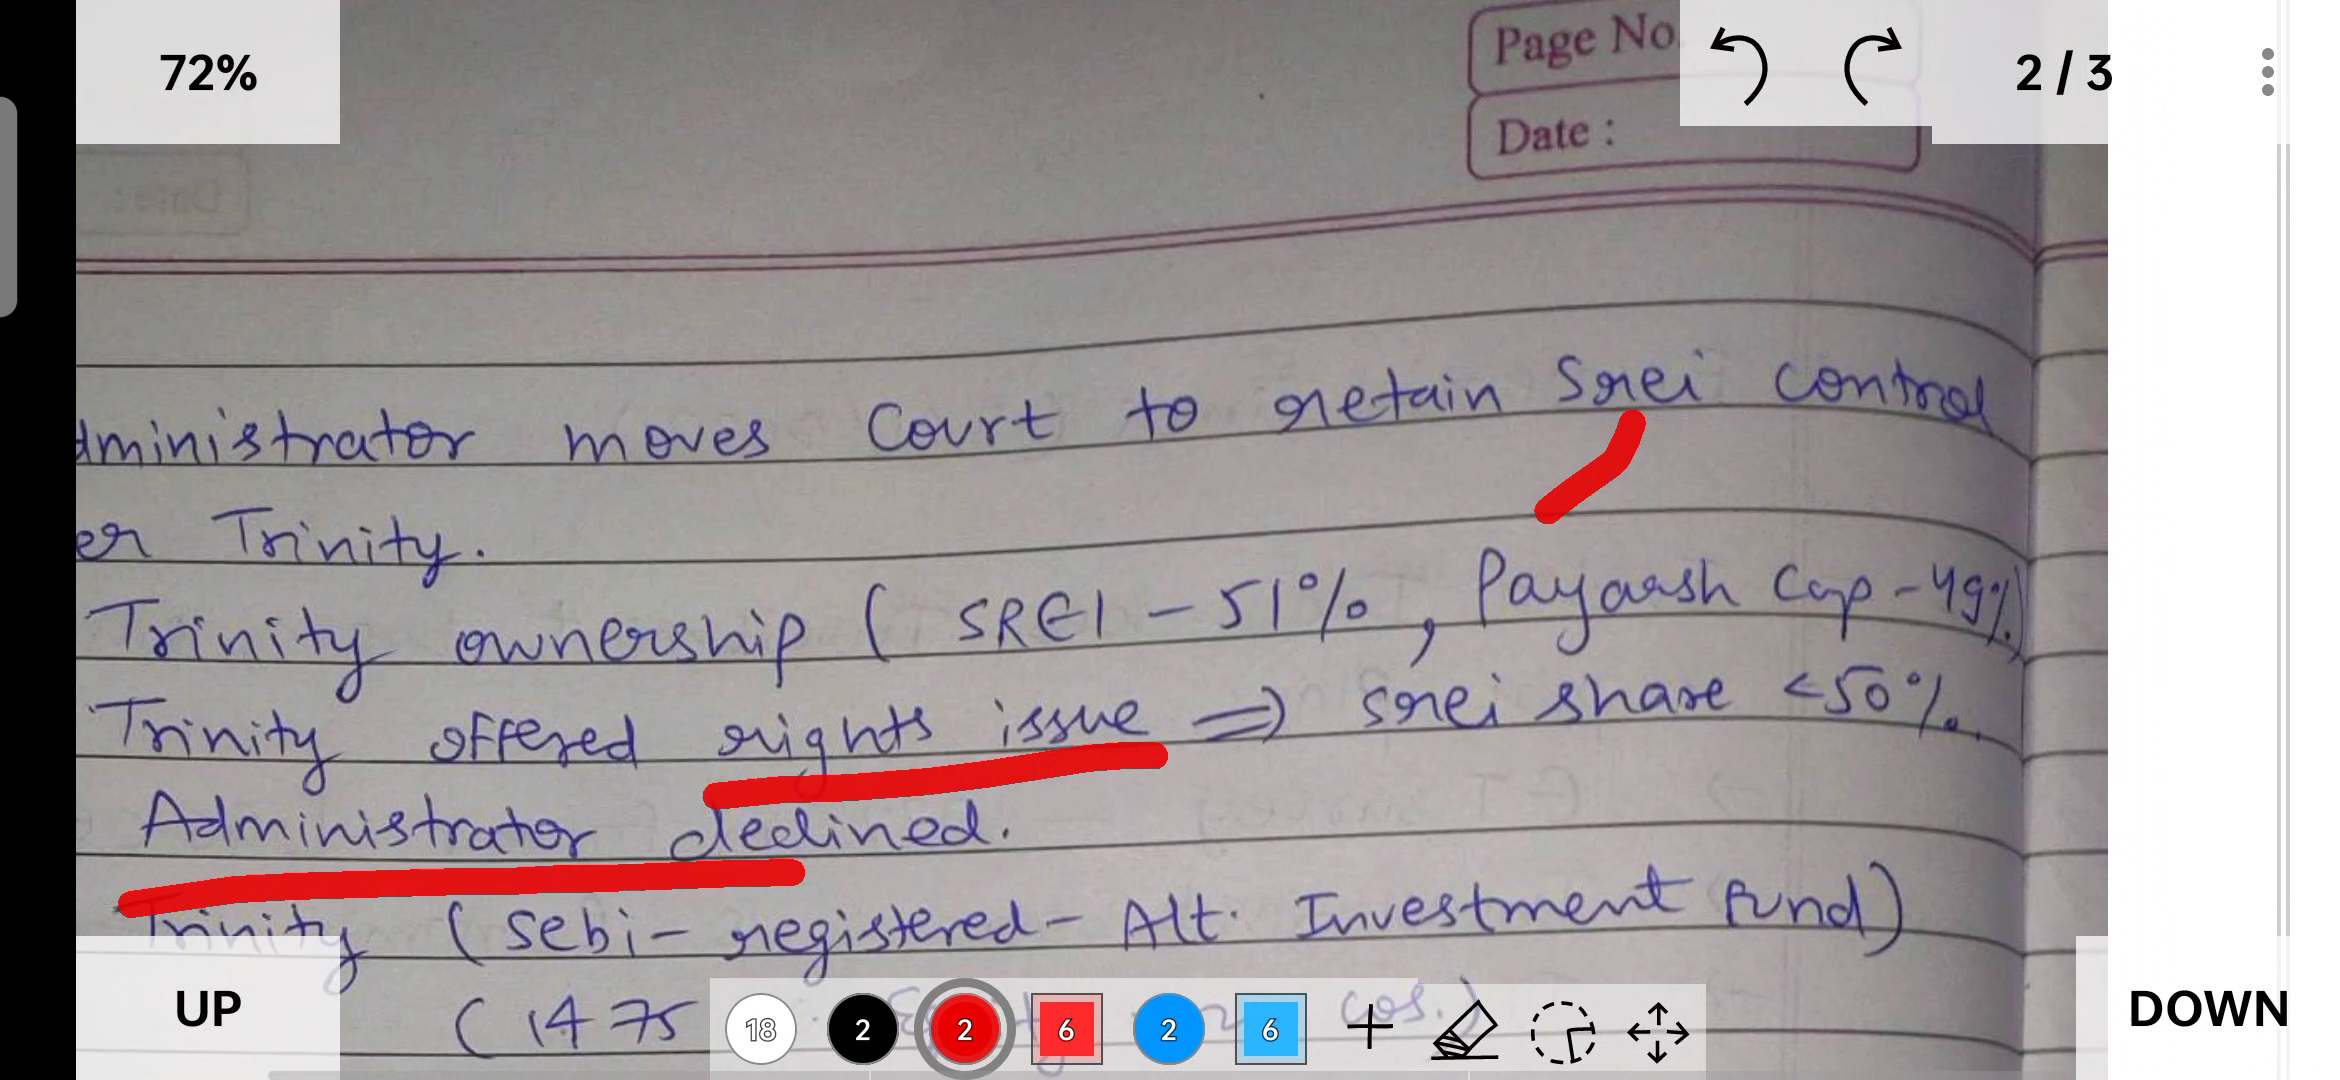 72%
Page No
2 / 3
Date :
dministrator moves Court to retain Srei control
er Trinity.
Trinity ownership ( SREI - 51% , Payaash Cap - 49%)
Trinity offered rights issue => srei share <50%.
Administrator declined.
Trinity ( Sebi - registered - Alt. Investment Fund)
( 1475 cos.)
UP
18 2 2 6 2 6
DOWN